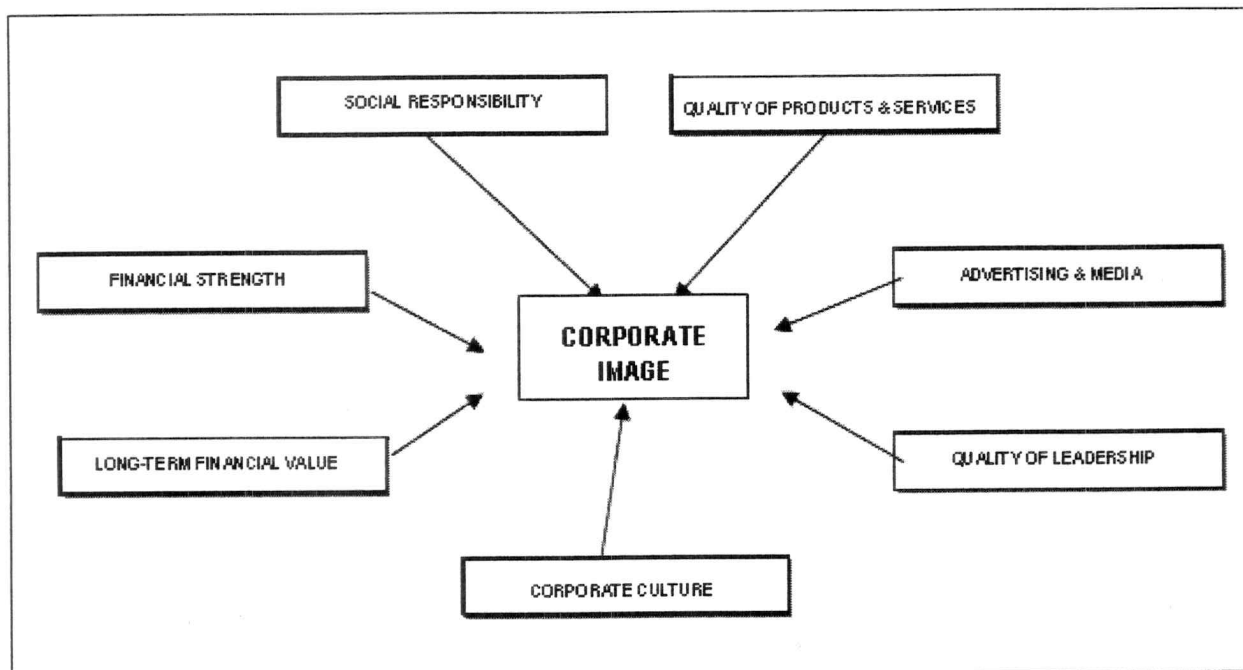 SOCIAL RESPONSIBILITY
QUALITY OF PRODUCTS & SERVICES
FINANCIAL STRENGTH
ADVERTISING & MEDIA
CORPORATE
IMAGE
LONG-TERM FINANCIAL VALUE
QUALITY OF LEADERSHIP
CORPORATE CULTURE